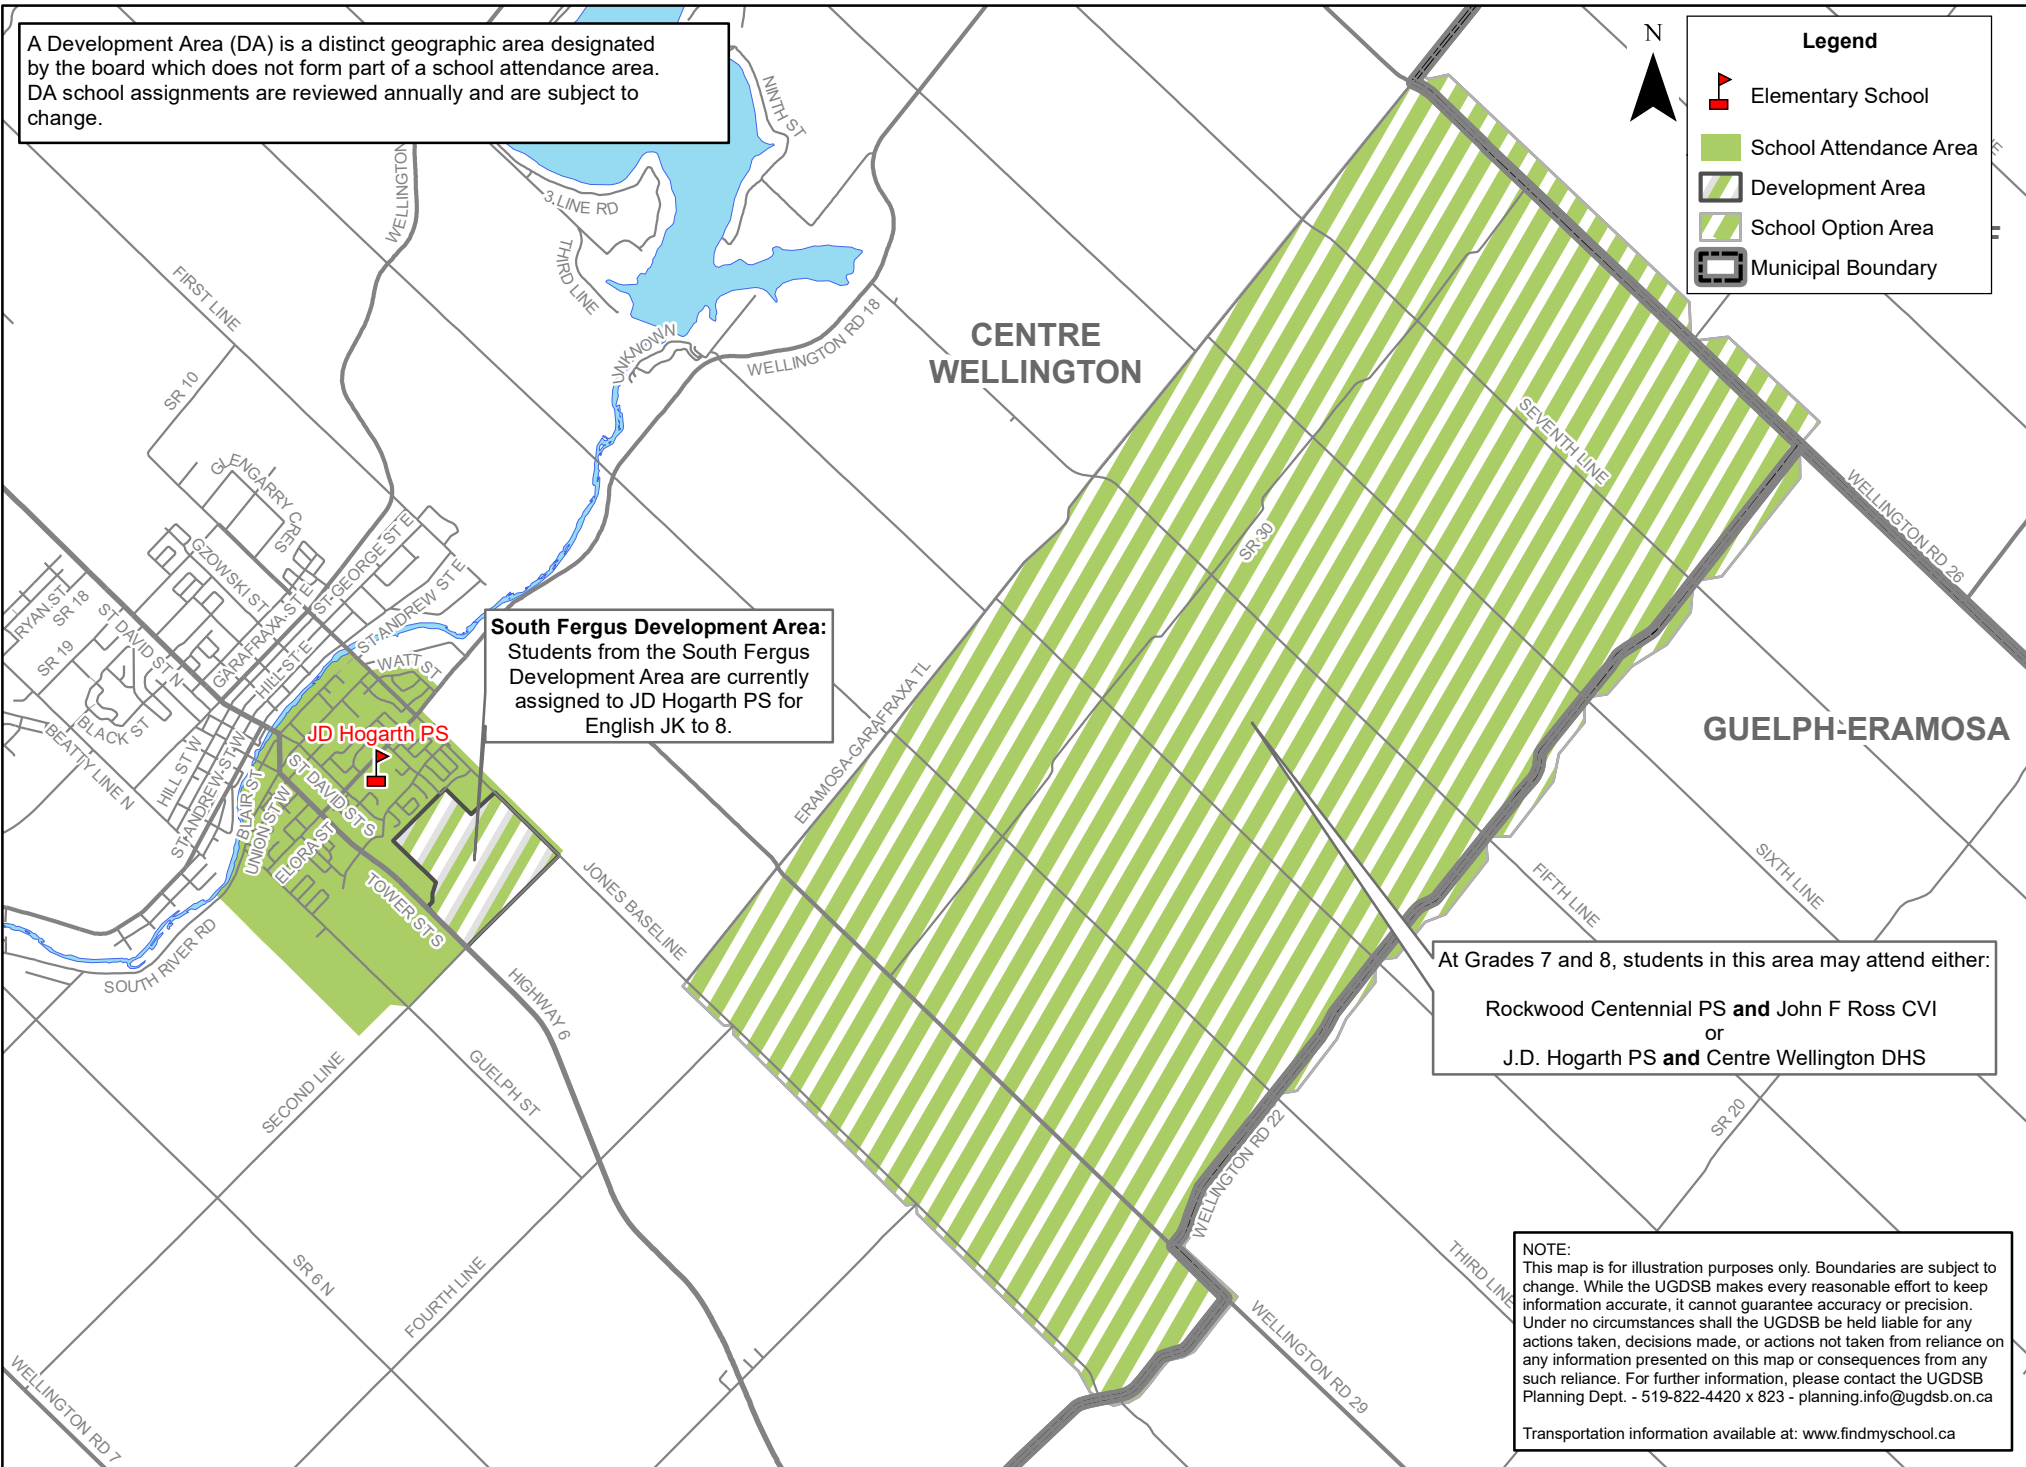 A Development Area (DA) is a distinct geographic area designated
by the board which does not form part of a school attendance area.
DA school assignments are reviewed annually and are subject to
change.
N
Legend
Elementary School
School Attendance Area
Development Area
School Option Area
Municipal Boundary
NINTH ST
WELLINGTON
3 LINE RD
THIRD LINE
FIRST LINE
UNKNOWN
WELLINGTON RD 18
CENTRE
WELLINGTON
SR 10
SEVENTH LINE
GLENGARRY CRES
WELLINGTON RD 26
SR 30
GZOWSKI ST
ST GEORGE ST E
ST ANDREW ST E
RYAN ST
SR 18
SR 19
ST DAVID ST N
GARAFRAXA ST E
HILL ST E
WATT ST
South Fergus Development Area:
Students from the South Fergus
Development Area are currently
assigned to JD Hogarth PS for
English JK to 8.
BLACK ST
BEATTY LINE N
JD Hogarth PS
ERAMOSA-GARAFRAXA TL
GUELPH-ERAMOSA
HILL ST W
ST ANDREW ST W
BLAIR ST
UNION ST W
ST DAVID ST S
ELORA ST
TOWER ST S
JONES BASELINE
FIFTH LINE
SIXTH LINE
SOUTH RIVER RD
HIGHWAY 6
At Grades 7 and 8, students in this area may attend either:
Rockwood Centennial PS and John F Ross CVI
or
J.D. Hogarth PS and Centre Wellington DHS
SECOND LINE
GUELPH ST
SR 20
WELLINGTON RD 22
SR 6 N
FOURTH LINE
THIRD LINE
WELLINGTON RD 29
WELLINGTON RD 7
NOTE:
This map is for illustration purposes only. Boundaries are subject to
change. While the UGDSB makes every reasonable effort to keep
information accurate, it cannot guarantee accuracy or precision.
Under no circumstances shall the UGDSB be held liable for any
actions taken, decisions made, or actions not taken from reliance on
any information presented on this map or consequences from any
such reliance. For further information, please contact the UGDSB
Planning Dept. - 519-822-4420 x 823 - planning.info@ugdsb.on.ca
Transportation information available at: www.findmyschool.ca